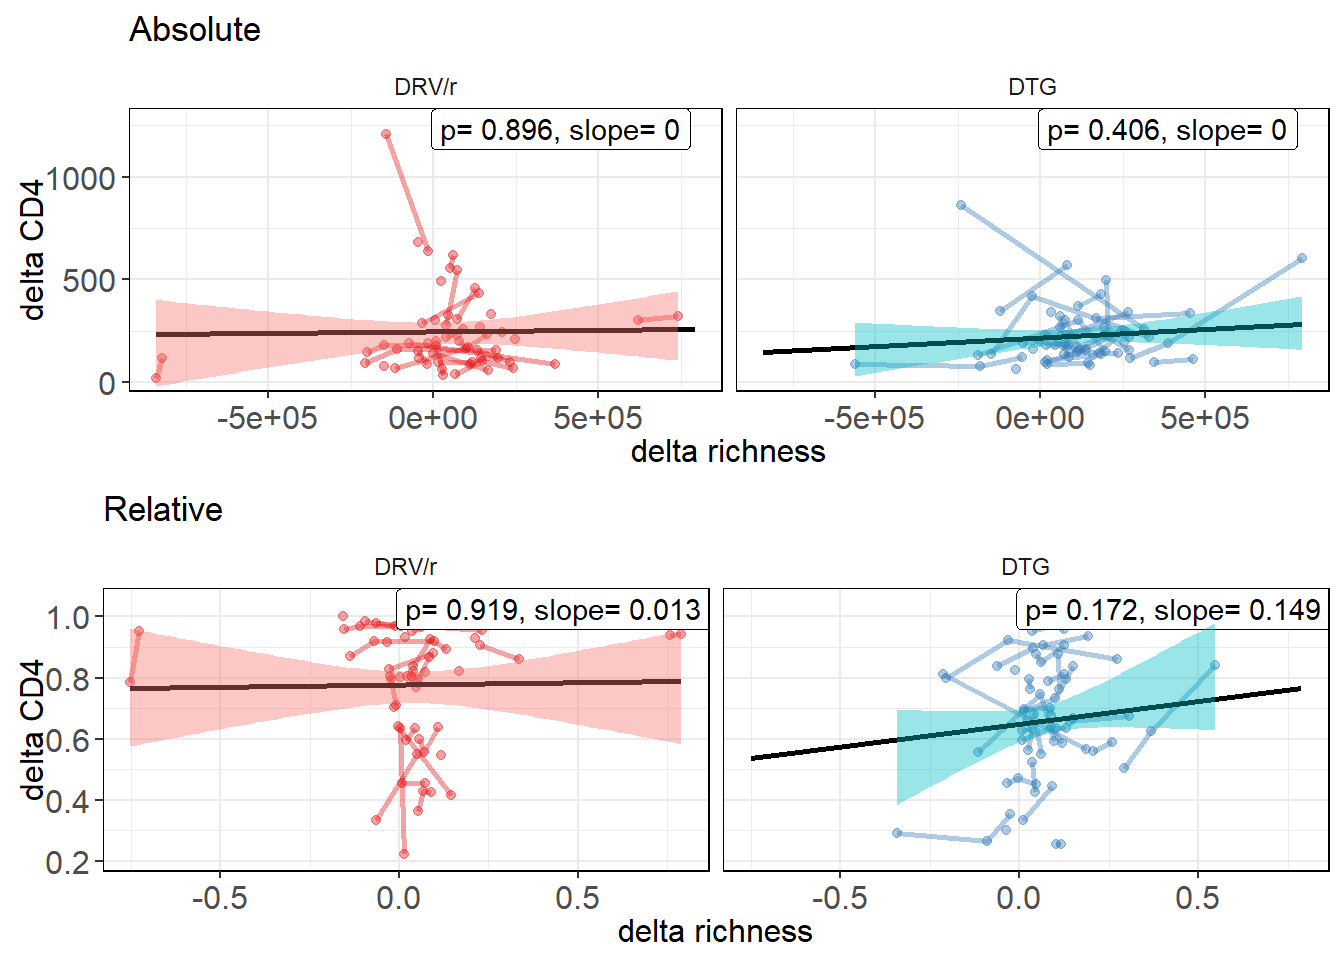 Absolute
DRV/r
DTG
p= 0.896, slope= 0
p= 0.406, slope= 0
delta CD4
1000
500
0
-5e+05
0e+00
5e+05
-5e+05
0e+00
5e+05
delta richness
Relative
DRV/r
DTG
p= 0.919, slope= 0.013
p= 0.172, slope= 0.149
delta CD4
1.0
0.8
0.6
0.4
0.2
-0.5
0.0
0.5
-0.5
0.0
0.5
delta richness